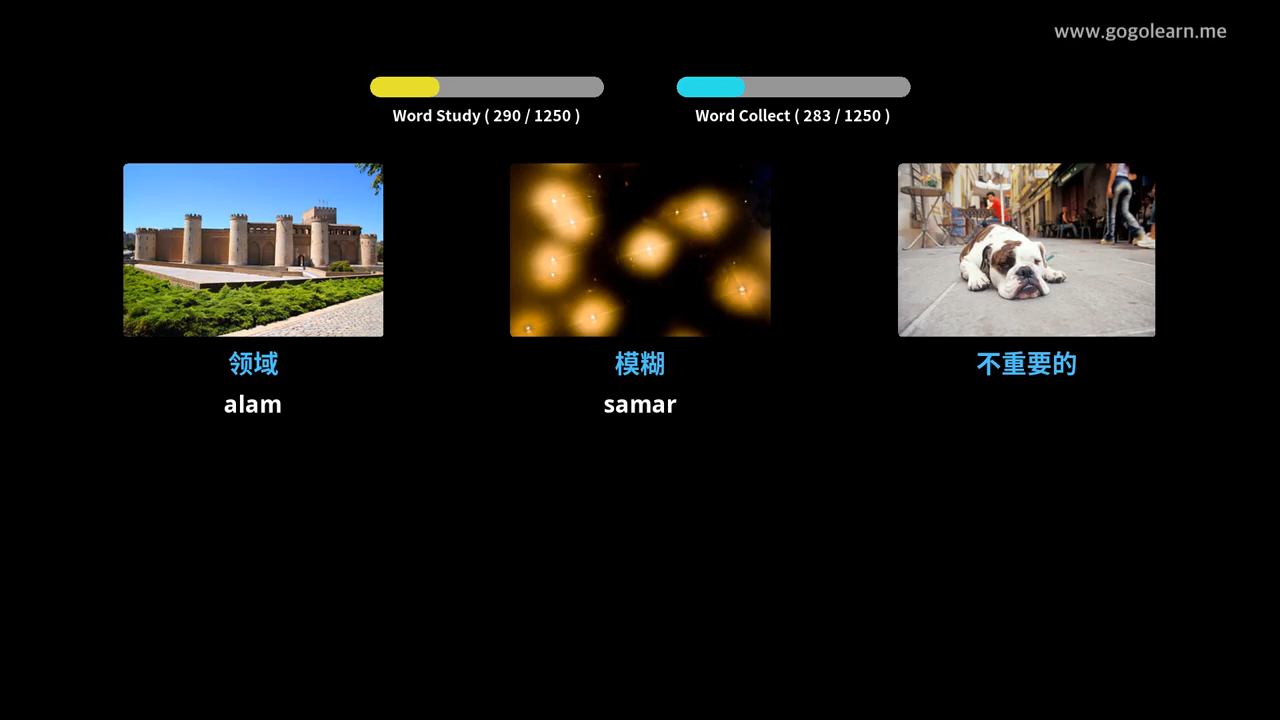 www.gogolearn.me
Word Study ( 290 / 1250 )
Word Collect ( 283 / 1250 )
领域
模糊
不重要的
alam
samar